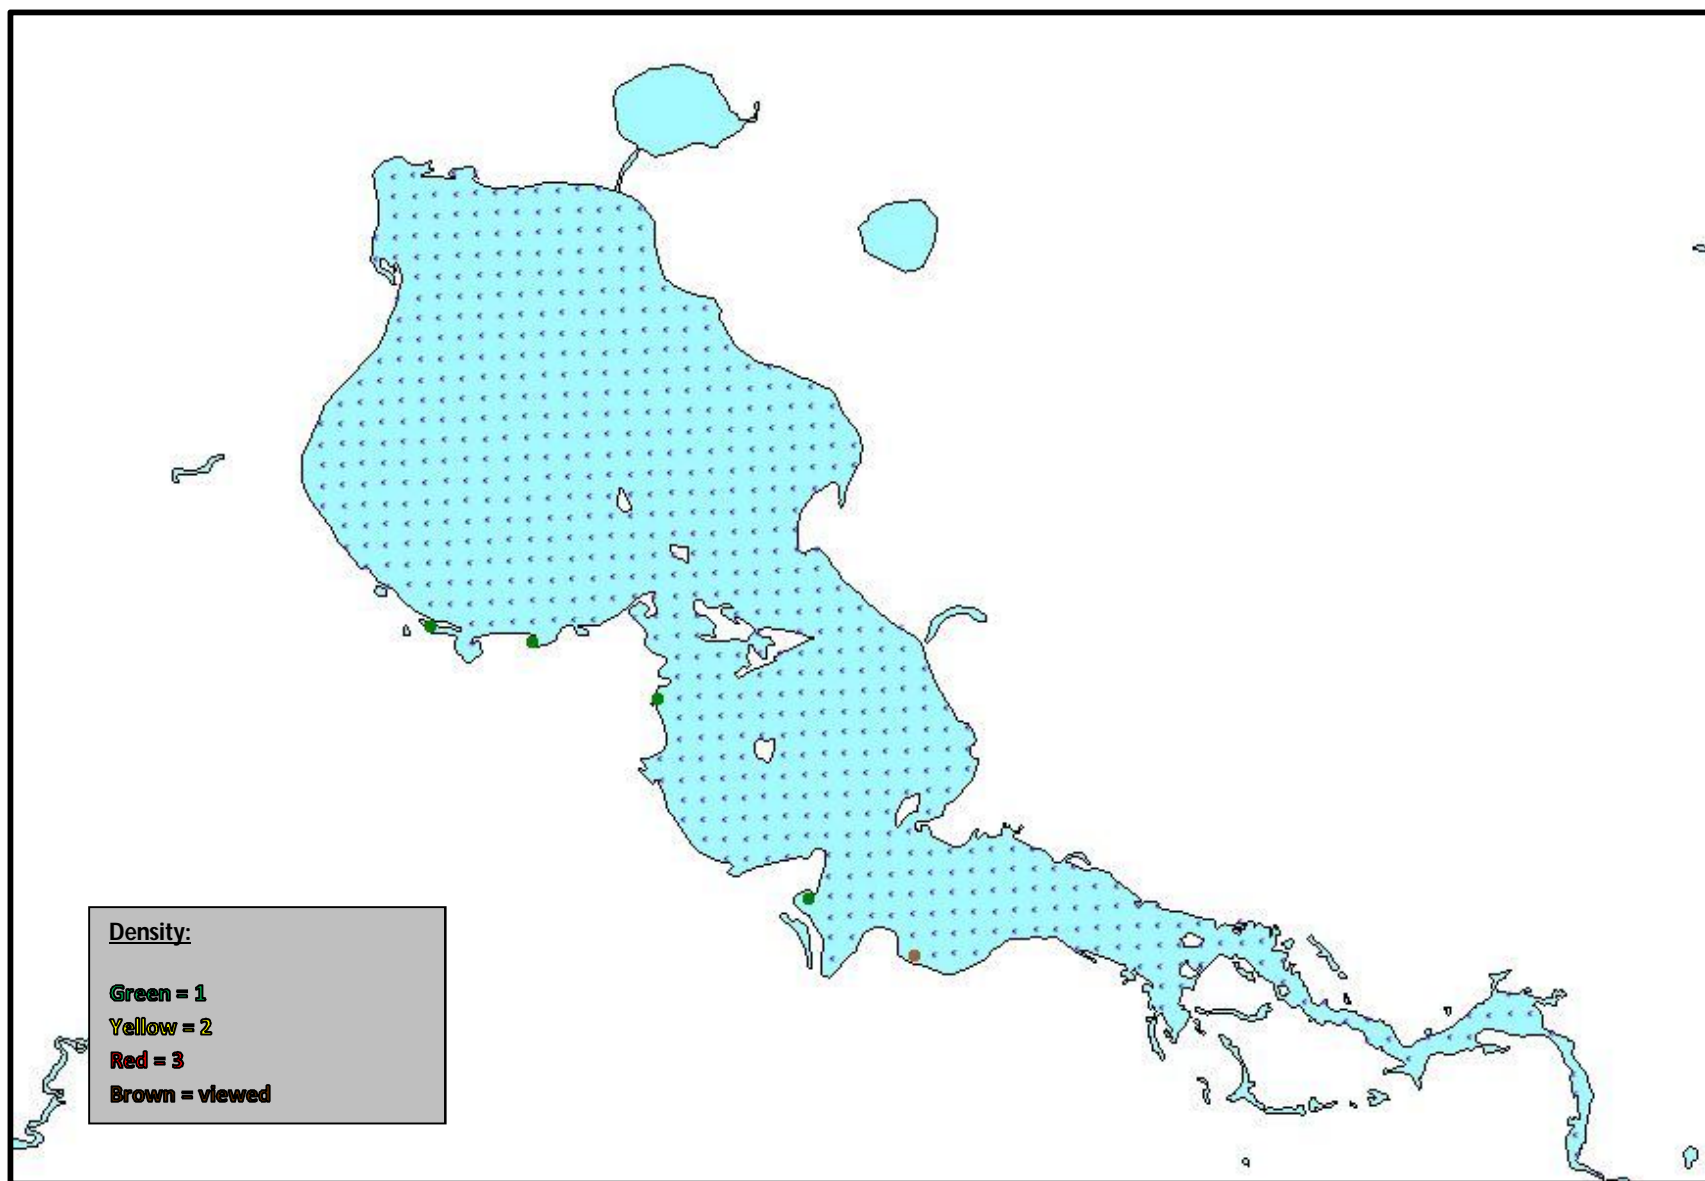 Density:
Green = 1
Yellow = 2
Red = 3
Brown = viewed